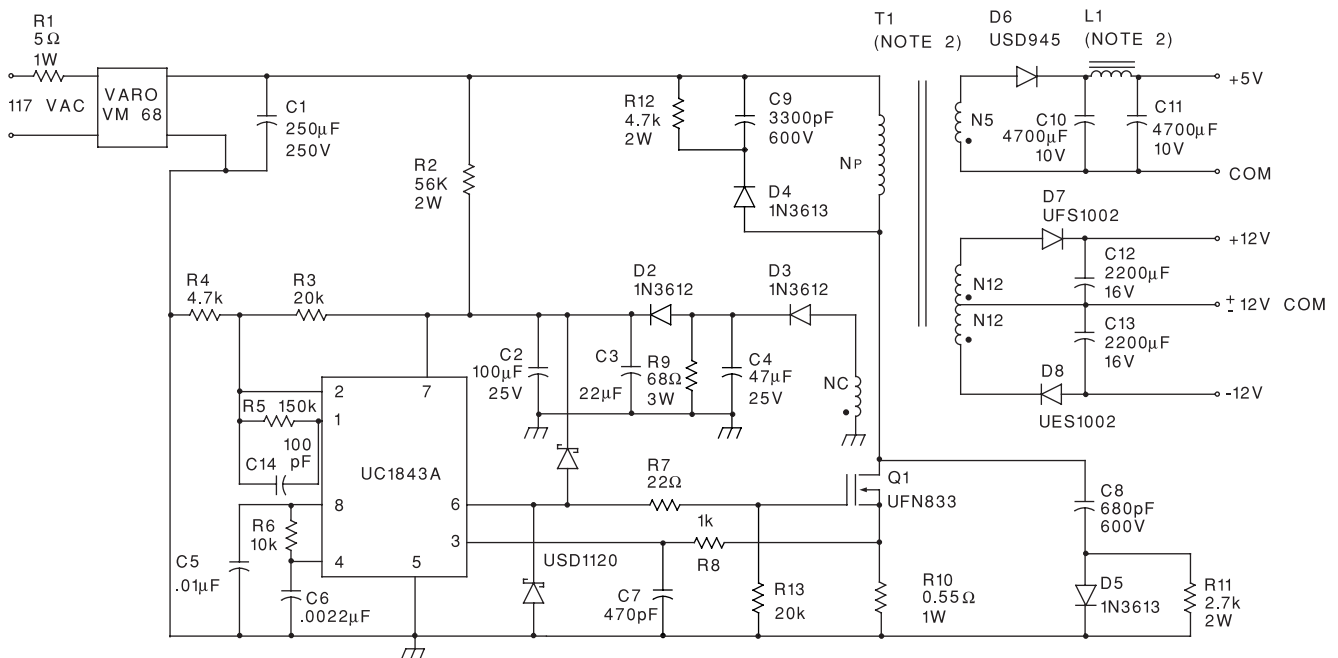 R1
5Ω
1W
117 VAC
VARO
VM 68
C1
250µF
250V
R2
56K
2W
R12
4.7k
2W
C9
3300pF
600V
D4
1N3613
NP
T1
(NOTE 2)
D6
USD945
L1
(NOTE 2)
+5V
N5
C10
4700µF
10V
C11
4700µF
10V
COM
D7
UFS1002
+12V
N12
C12
2200µF
16V
± 12V COM
N12
C13
2200µF
16V
D8
UES1002
-12V
R4
4.7k
R3
20k
D2
1N3612
D3
1N3612
C2
100µF
25V
C3
22µF
R9
68Ω
3W
C4
47µF
25V
NC
2
7
R5 150k
1
100
pF
C14
UC1843A
8
6
R6
10k
3
4
5
C5
.01µF
C6
.0022µF
USD1120
R7
22Ω
1k
R8
C7
470pF
R13
20k
Q1
UFN833
R10
0.55Ω
1W
C8
680pF
600V
D5
1N3613
R11
2.7k
2W